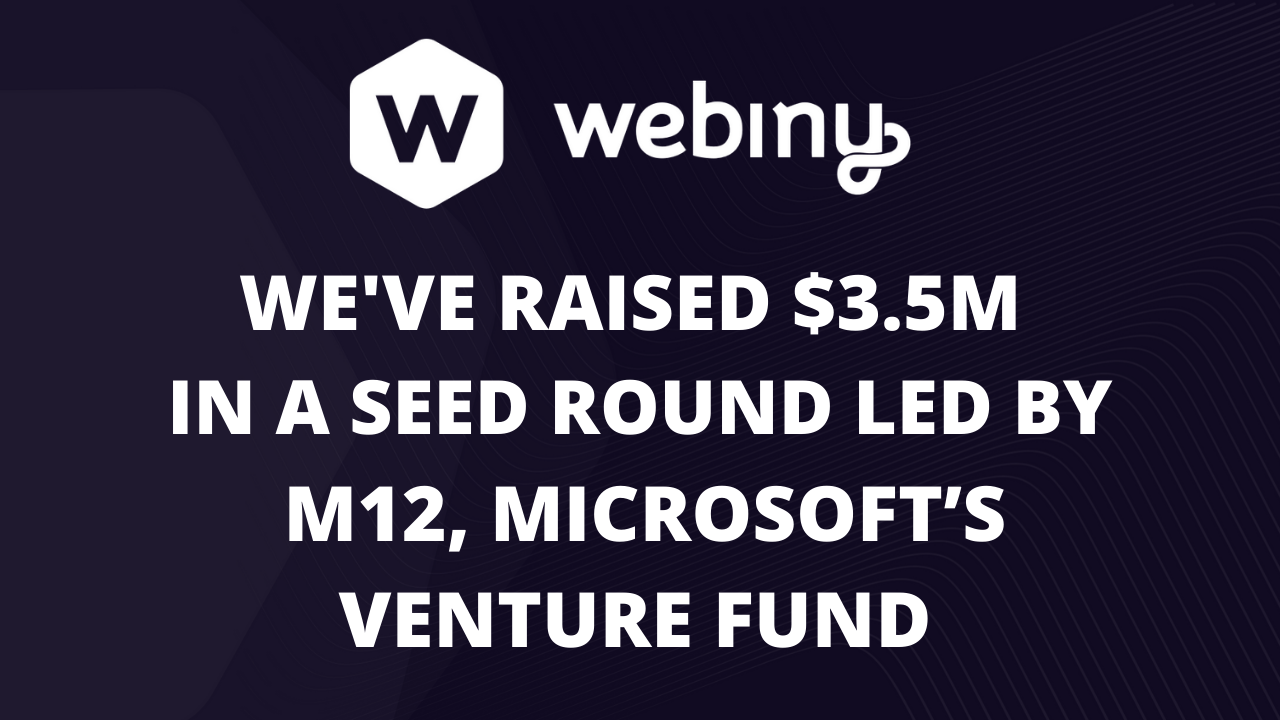 W webiny
WE'VE RAISED $3.5M
IN A SEED ROUND LED BY
M12, MICROSOFT’S
VENTURE FUND